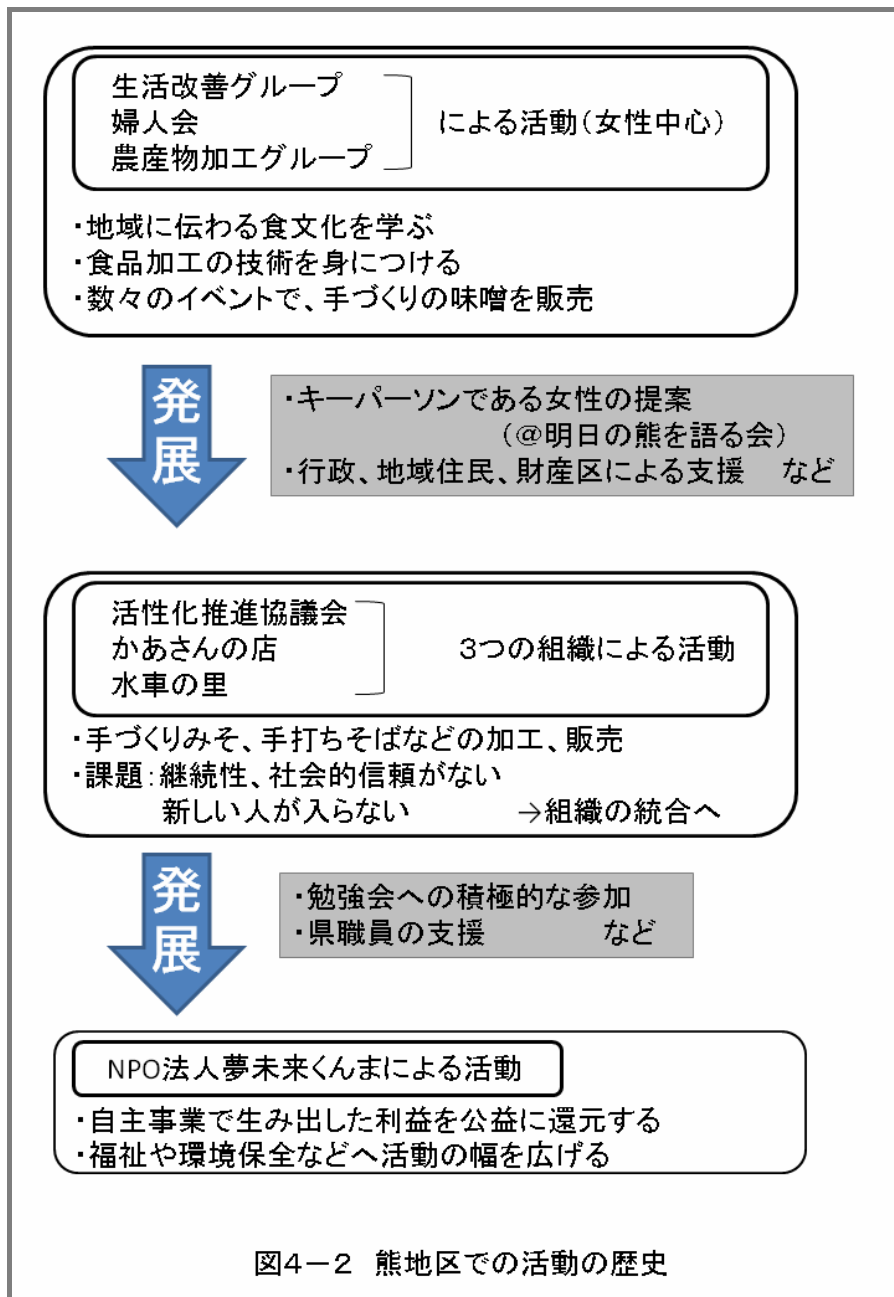 生活改善グループ
婦人会
農産物加工グループ
による活動(女性中心)
・地域に伝わる食文化を学ぶ
・食品加工の技術を身につける
・数々のイベントで、手づくりの味噌を販売
発展
・キーパーソンである女性の提案
(@明日の熊を語る会)
・行政、地域住民、財産区による支援 など
活性化推進協議会
かあさんの店
水車の里
3つの組織による活動
・手づくりみそ、手打ちそばなどの加工、販売
・課題:継続性、社会的信頼がない
新しい人が入らない →組織の統合へ
発展
・勉強会への積極的な参加
・県職員の支援 など
NPO法人夢未来くんまによる活動
・自主事業で生み出した利益を公益に還元する
・福祉や環境保全などへ活動の幅を広げる
図4-2 熊地区での活動の歴史